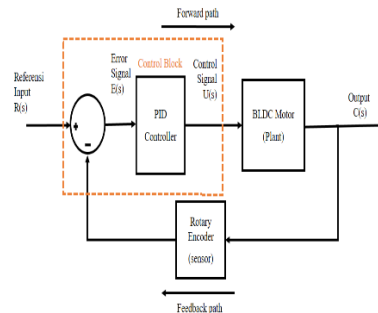 Forward path
Referensi
Input
R(s)
Error
Signal
E(s)
Control Block
Control
Signal
U(s)
+
-
PID
Controller
BLDC Motor
(Plant)
Output
C(s)
Rotary
Encoder
(sensor)
Feedback path